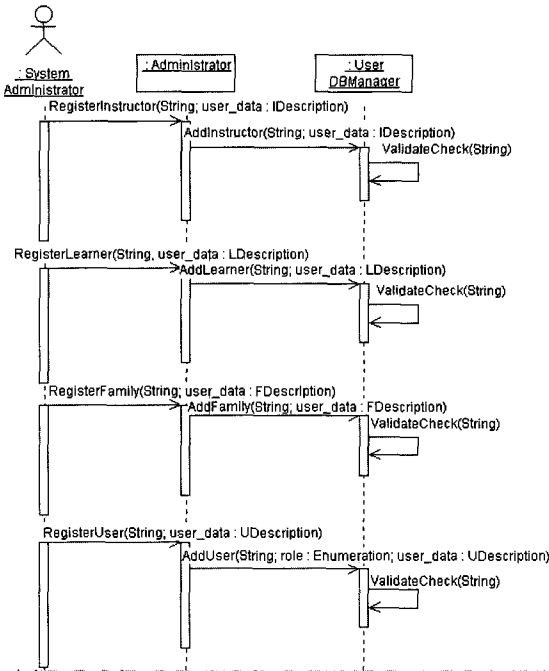 : System
Administrator
: Administrator
: User
DBManager
RegisterInstructor(String; user_data : IDescription)
AddInstructor(String; user_data : IDescription)
ValidateCheck(String)
RegisterLearner(String, user_data : LDescription)
AddLearner(String; user_data : LDescription)
ValidateCheck(String)
RegisterFamily(String; user_data : FDescription)
AddFamily(String; user_data : FDescription)
ValidateCheck(String)
RegisterUser(String; user_data : UDescription)
AddUser(String; role : Enumeration; user_data : UDescription)
ValidateCheck(String)